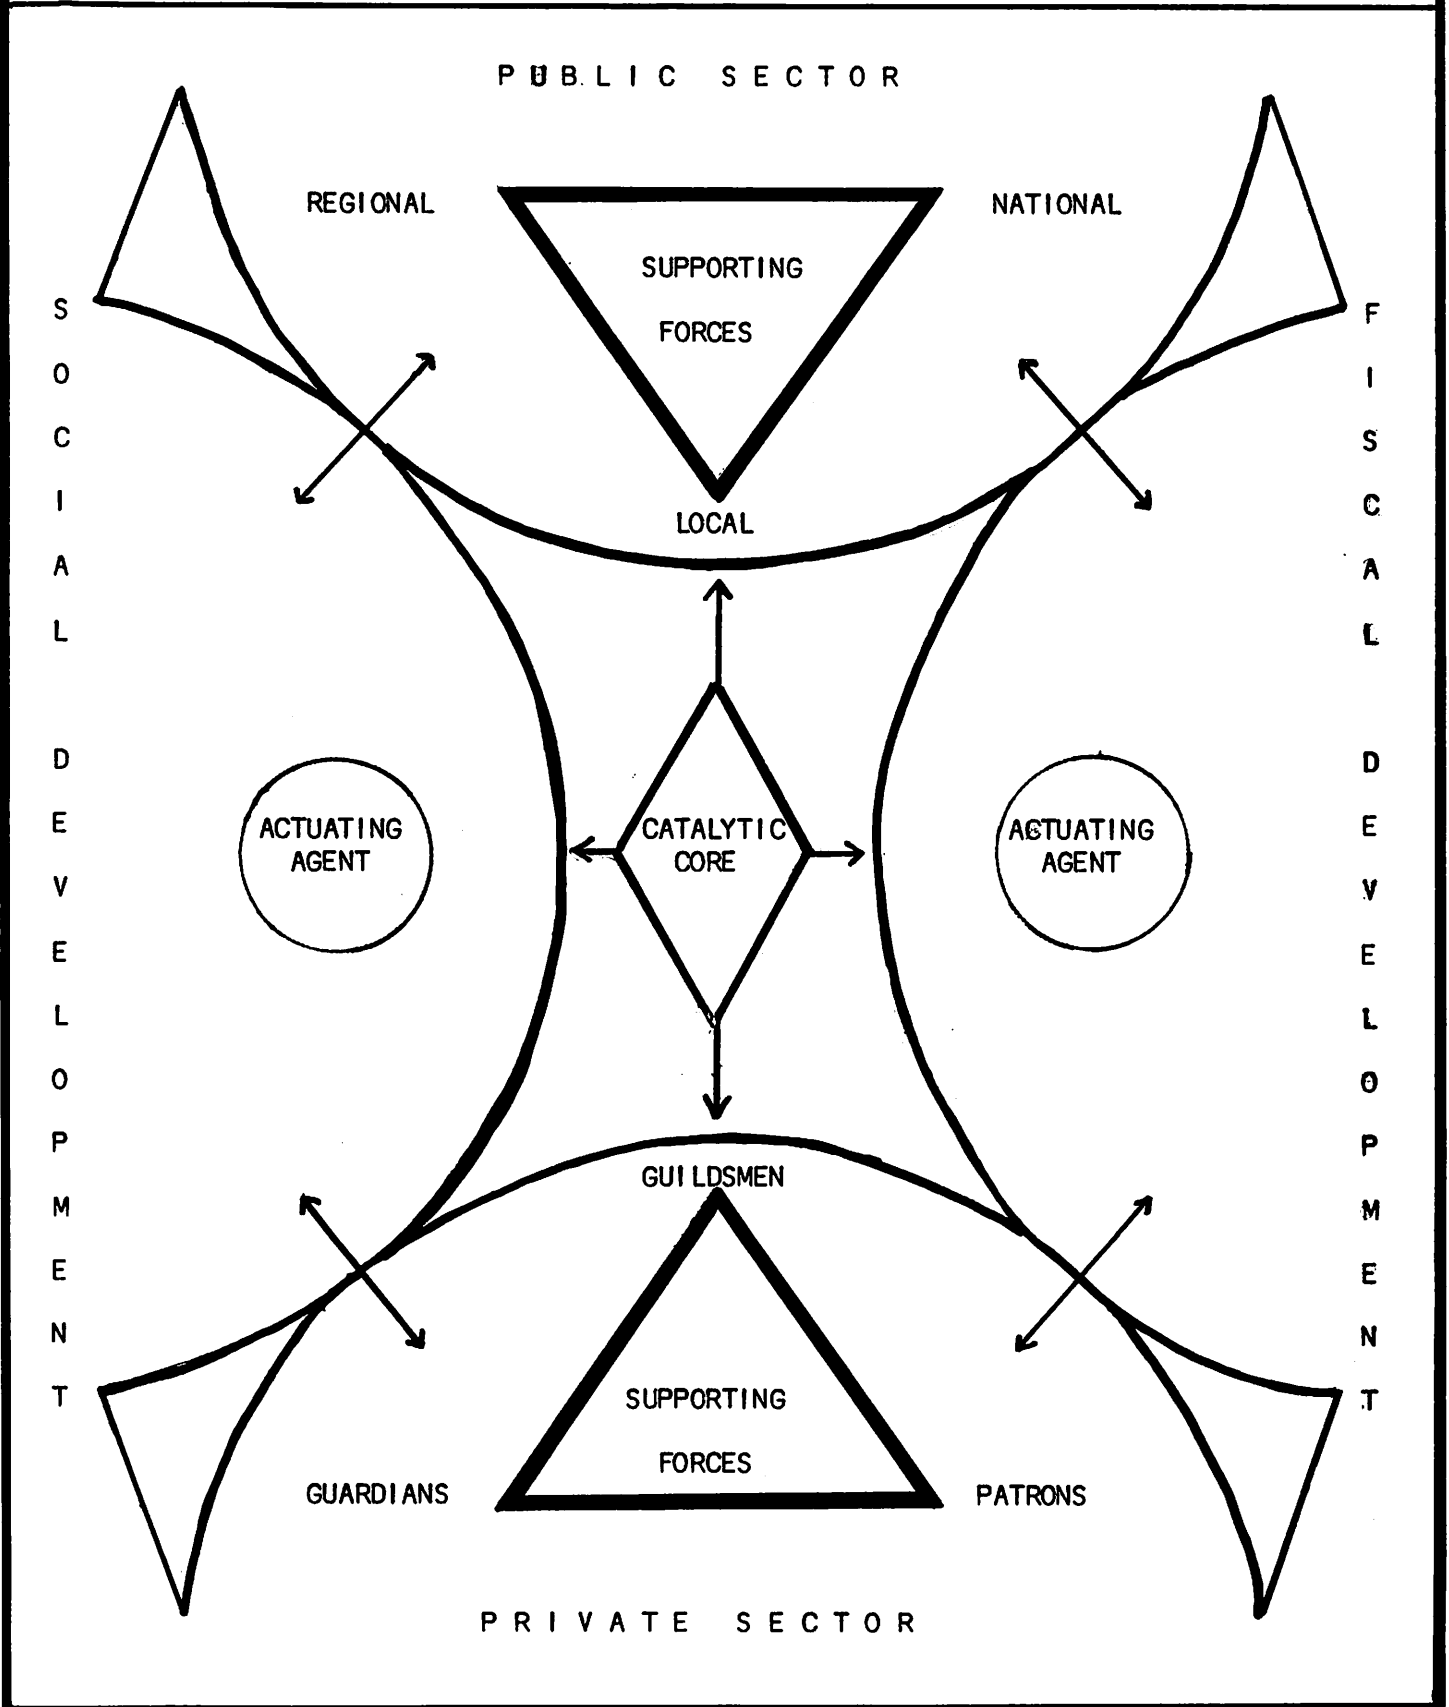 PUBLIC SECTOR
REGIONAL
NATIONAL
SUPPORTING
FORCES
LOCAL
SOCIAL DEVELOPMENT
FISCAL DEVELOPMENT
ACTUATING
AGENT
CATALYTIC
CORE
ACTUATING
AGENT
GUILDSMEN
SUPPORTING
FORCES
GUARDIANS
PATRONS
PRIVATE SECTOR